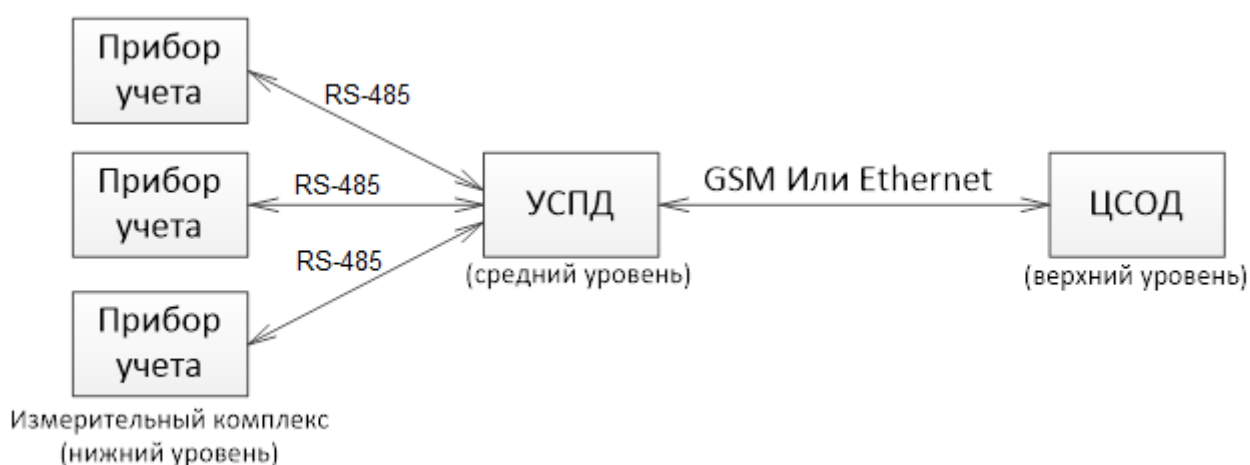 Прибор
учета
RS-485
Прибор
учета
RS-485
УСПД
(средний уровень)
GSM Или Ethernet
ЦСОД
(верхний уровень)
RS-485
Прибор
учета
Измерительный комплекс
(нижний уровень)